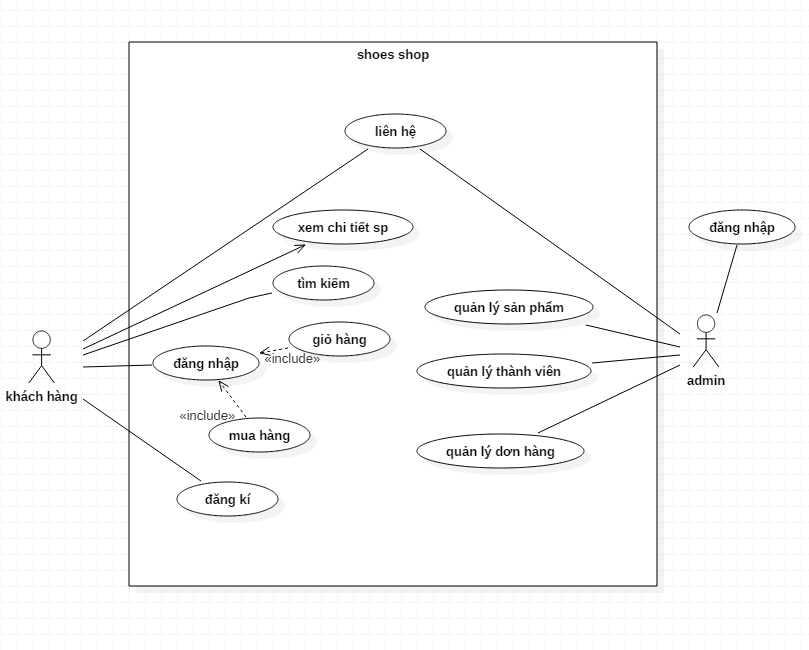 shoes shop
liên hệ
xem chi tiết sp
đăng nhập
tìm kiếm
quản lý sản phẩm
giỏ hàng
«include»
đăng nhập
quản lý thành viên
admin
khách hàng
«include»
mua hàng
quản lý dơn hàng
đăng kí